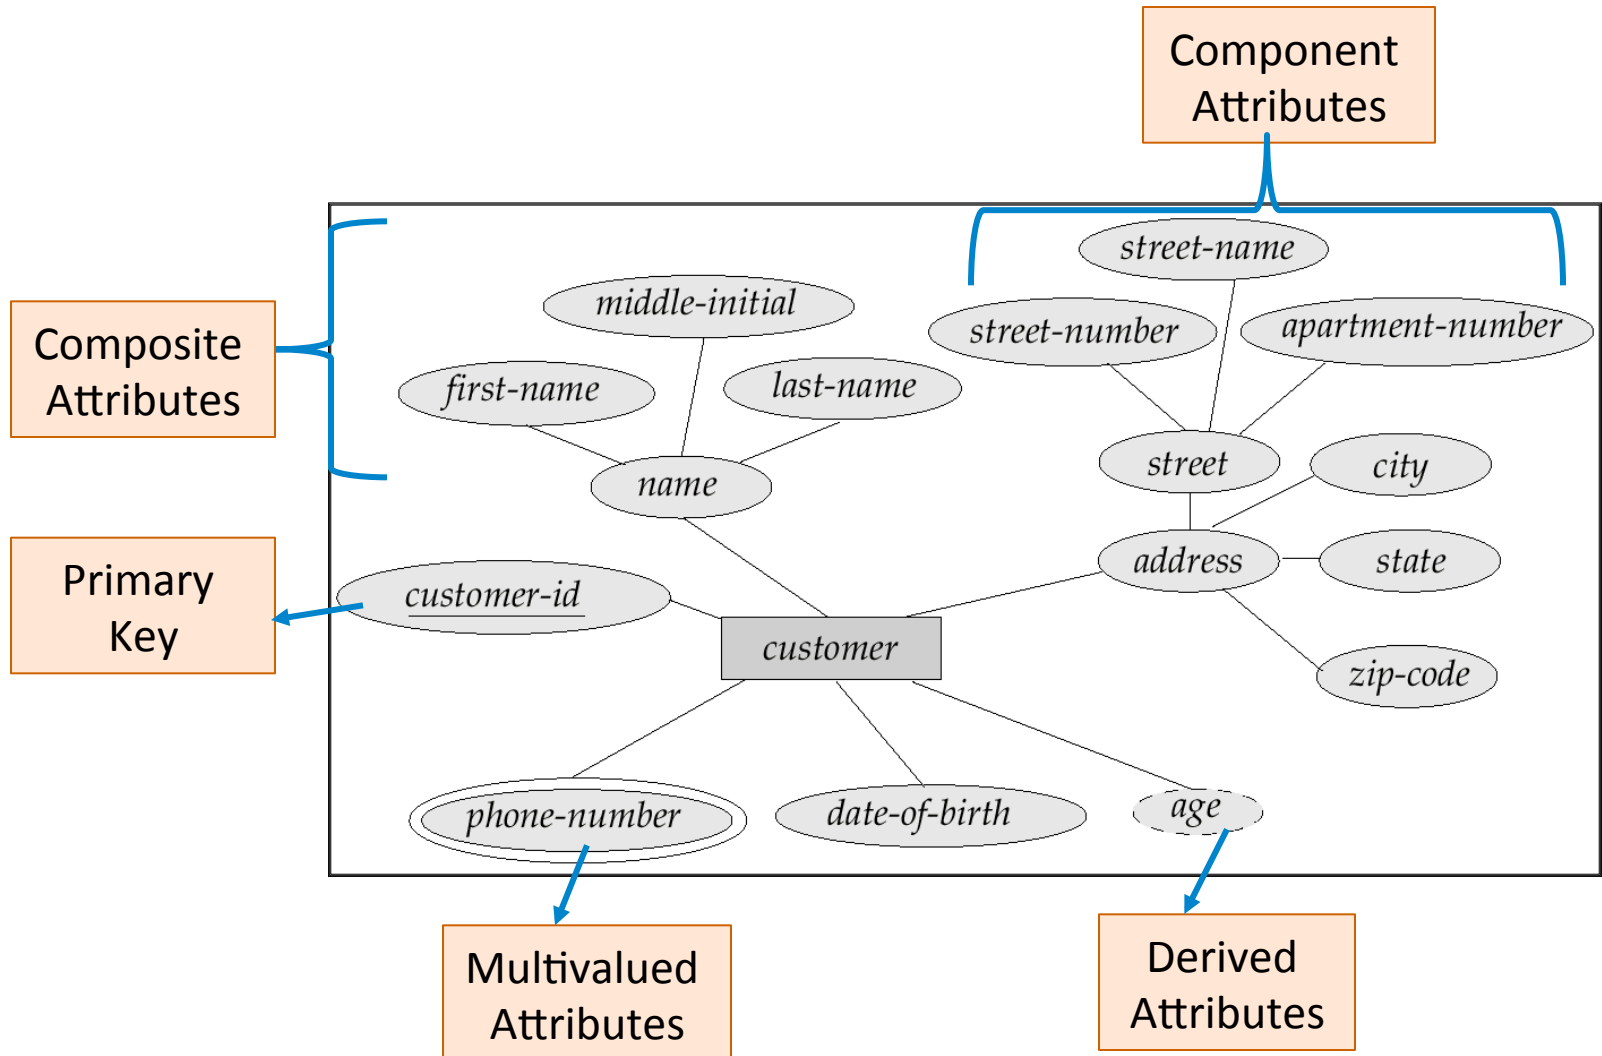 Component
Attributes
street-name
middle-initial
street-number
apartment-number
Composite
Attributes
first-name
last-name
name
street
city
address
state
Primary
Key
customer-id
customer
zip-code
phone-number
date-of-birth
age
Multivalued
Attributes
Derived
Attributes